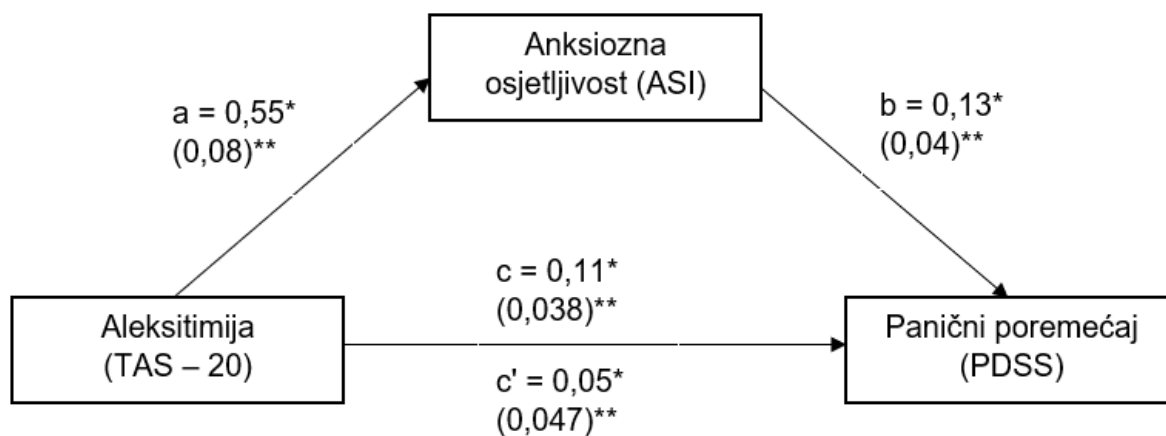 Anksiozna
osjetljivost (ASI)
a = 0,55*
(0,08)**
b = 0,13*
(0,04)**
c = 0,11*
(0,038)**
Aleksitimija
(TAS – 20)
Panični poremećaj
(PDSS)
c' = 0,05*
(0,047)**